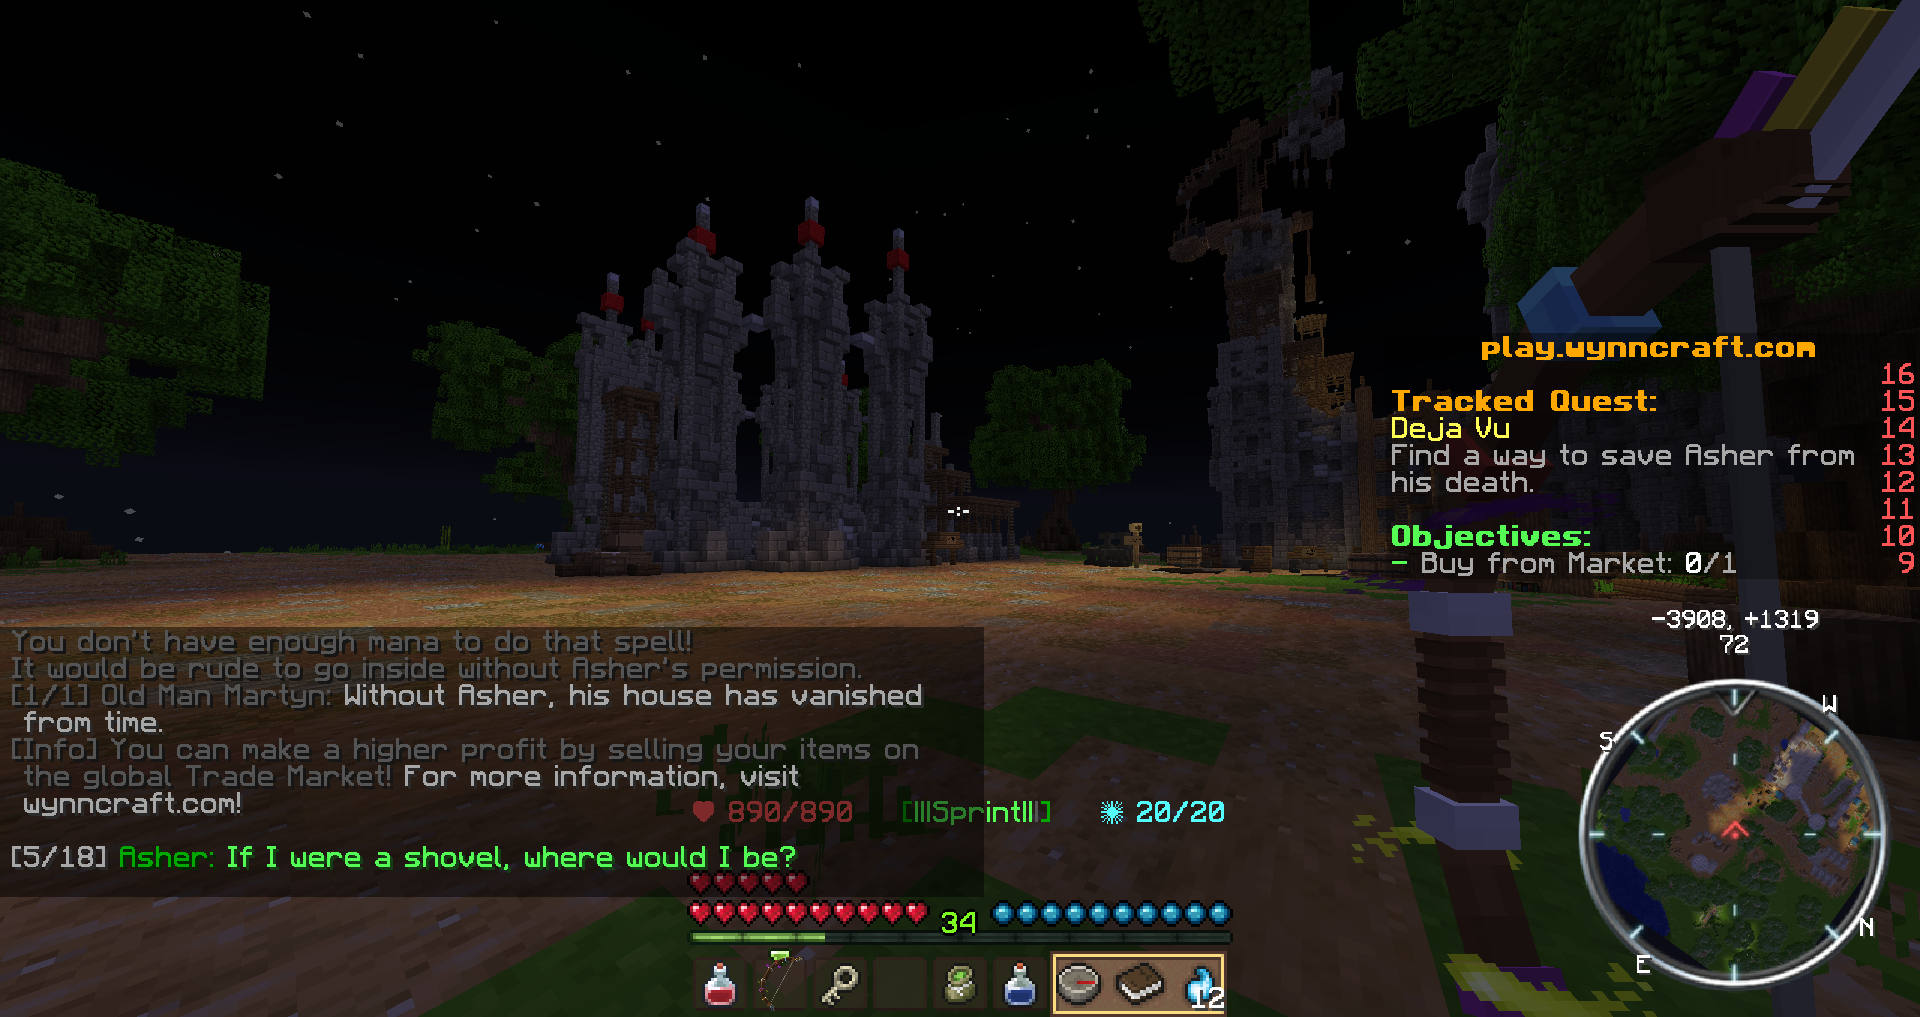 play.wynncraft.com
16
Tracked Quest: 15
Deja Vu 14
Find a way to save Asher from 13
his death. 12
11
Objectives: 10
- Buy from Market: 0/1 9
-3908, +1319
72
You don't have enough mana to do that spell!
It would be rude to go inside without Asher's permission.
[1/1] Old Man Martyn: Without Asher, his house has vanished
from time.
[Info] You can make a higher profit by selling your items on
the global Trade Market! For more information, visit
wynncraft.com!
890/890 [|||Sprint|||] 20/20
[5/18] Asher: If I were a shovel, where would I be?
34
12
S
W
E
N